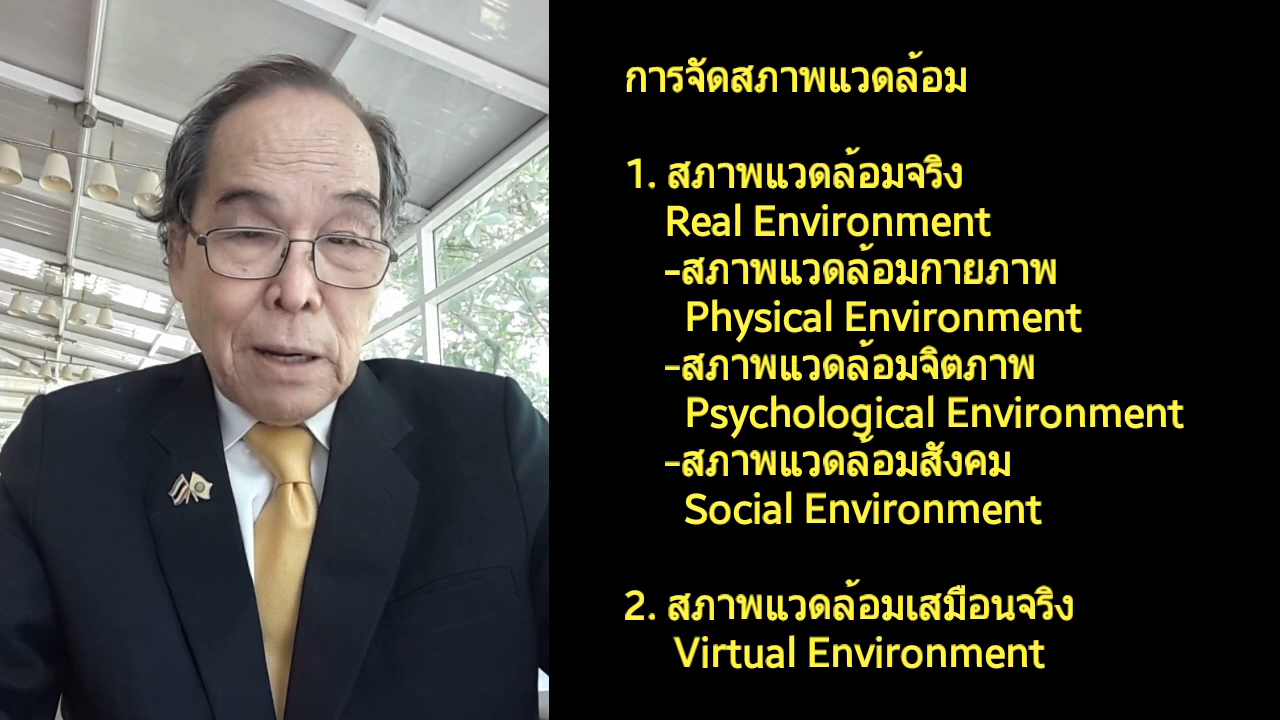 การจัดสภาพแวดล้อม
1. สภาพแวดล้อมจริง
Real Environment
-สภาพแวดล้อมกายภาพ
Physical Environment
-สภาพแวดล้อมจิตภาพ
Psychological Environment
-สภาพแวดล้อมสังคม
Social Environment
2. สภาพแวดล้อมเสมือนจริง
Virtual Environment